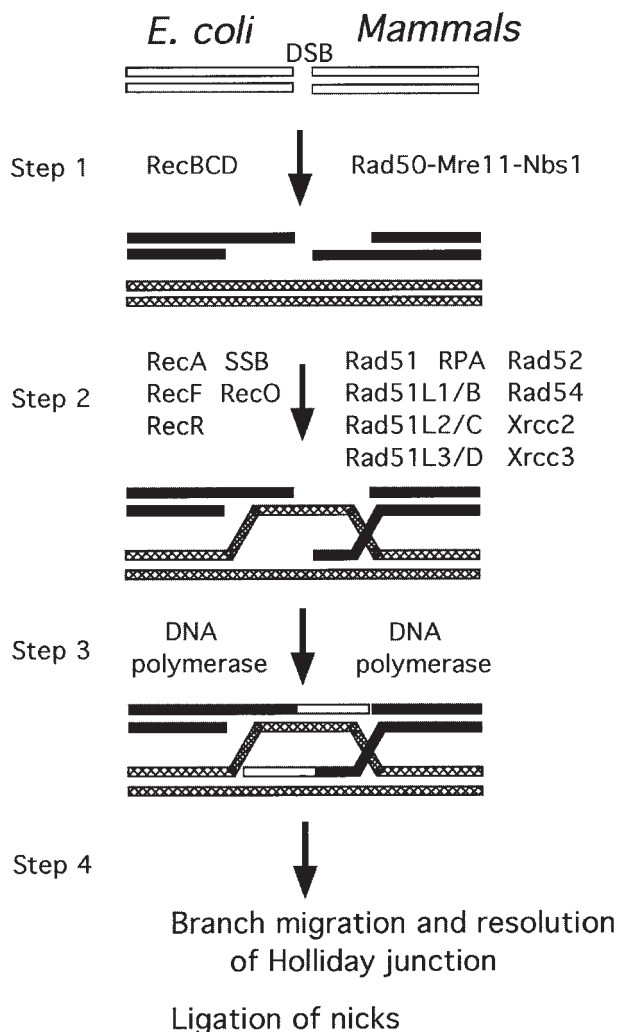 E. coli Mammals
DSB
Step 1 RecBCD Rad50-Mre11-Nbs1
Step 2
RecA SSB Rad51 RPA Rad52
RecF RecO Rad51L1/B Rad54
RecR Rad51L2/C Xrcc2
Rad51L3/D Xrcc3
Step 3
DNA DNA
polymerase polymerase
Step 4
Branch migration and resolution
of Holliday junction
Ligation of nicks